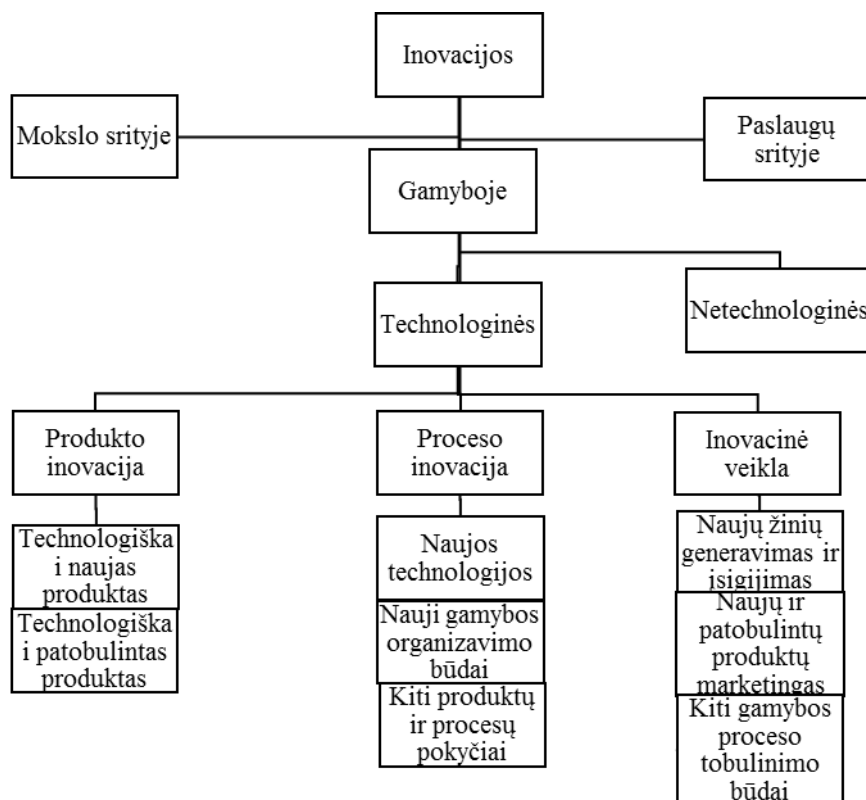 Inovacijos
Mokslo srityje
Paslaugų
srityje
Gamyboje
Technologinės
Netechnologinės
Produkto
inovacija
Proceso
inovacija
Inovacinė
veikla
Technologiška
i naujas
produktas
Technologiška
i patobulintas
produktas
Naujos
technologijos
Nauji gamybos
organizavimo
būdai
Kiti produktų
ir procesų
pokyčiai
Naujų žinių
generavimas ir
įsigijimas
Naujų ir
patobulintų
produktų
marketingas
Kiti gamybos
proceso
tobulinimo
būdai